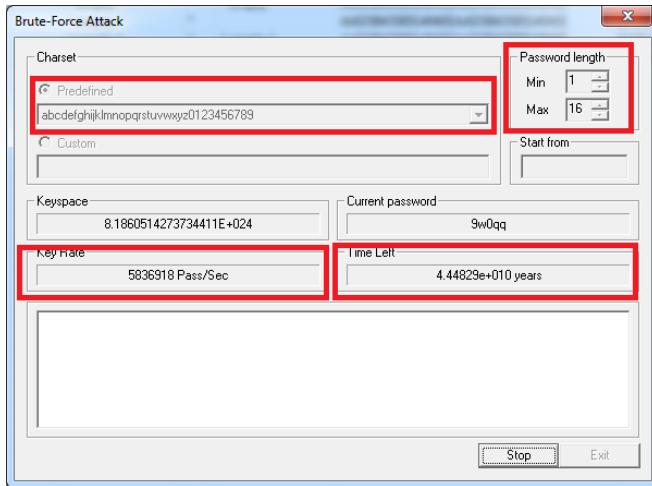 Brute-Force Attack
Charset
Predefined
abcdefghijklmnopqrstuvwxyz0123456789
Custom
Password length
Min 1
Max 16
Start from
Keyspace
8.1860514273734411E+024
Current password
9w0qq
Key Rate
5836918 Pass/Sec
Time Left
4.44829e+010 years
Stop
Exit